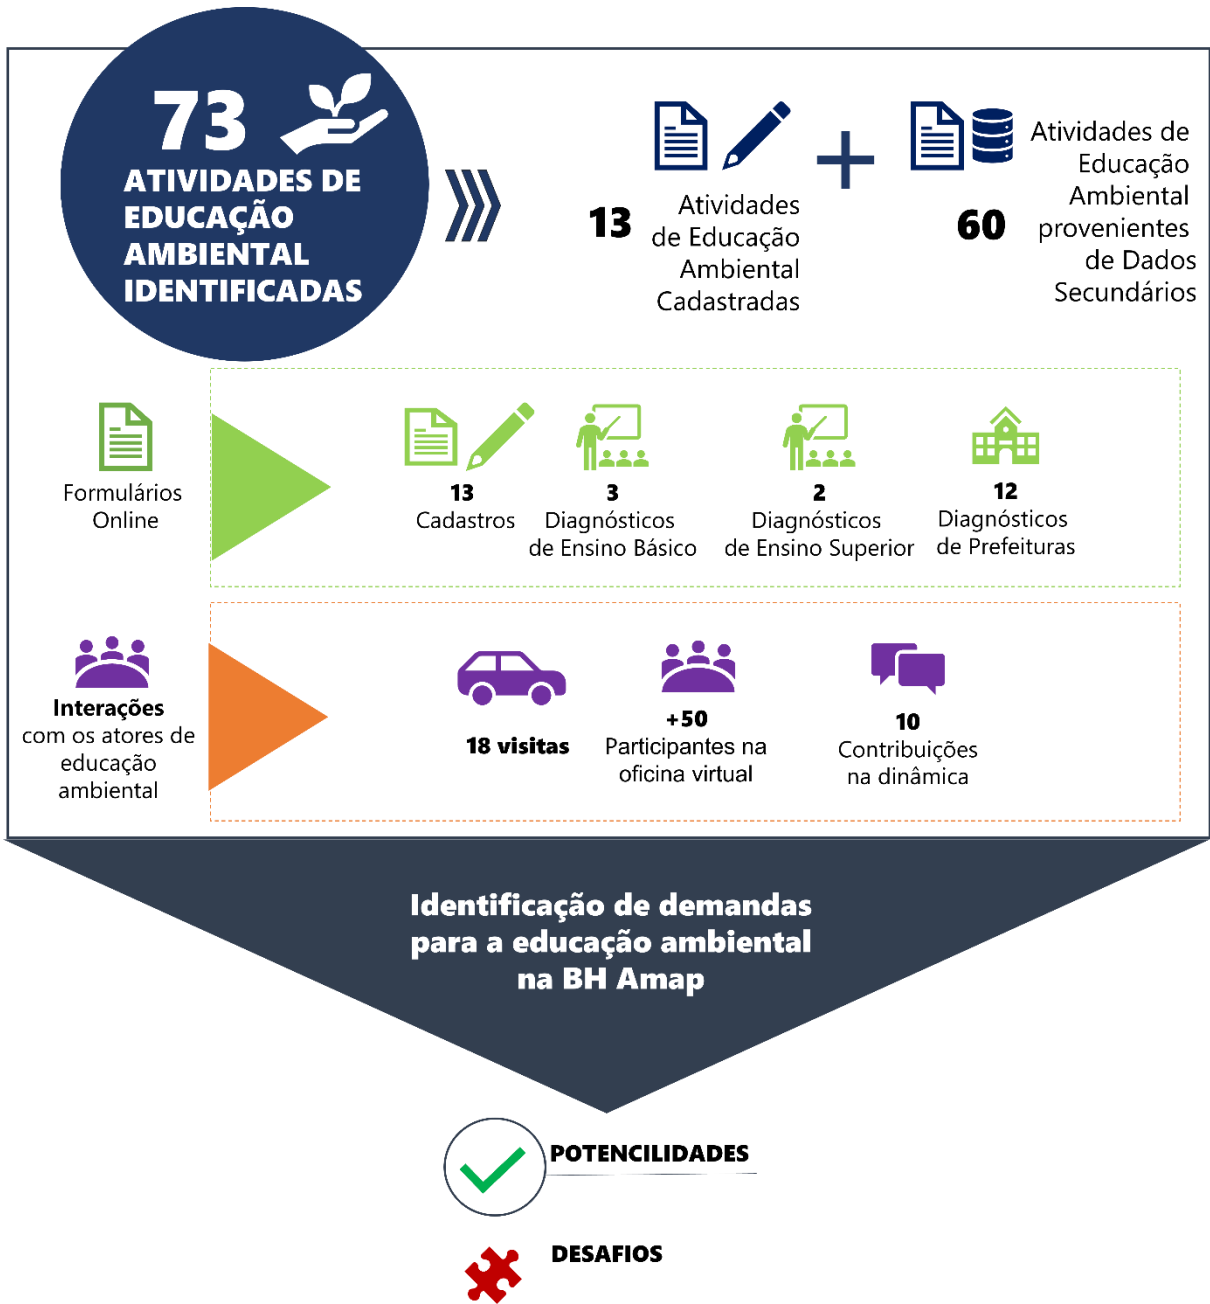 73
ATIVIDADES DE
EDUCAÇÃO
AMBIENTAL
IDENTIFICADAS
13
Atividades
de Educação
Ambiental
Cadastradas
60
Atividades de
Educação
Ambiental
provenientes
de Dados
Secundários
Formulários
Online
13
Cadastros
3
Diagnósticos
de Ensino Básico
2
Diagnósticos
de Ensino Superior
12
Diagnósticos
de Prefeituras
Interações
com os atores de
educação
ambiental
18 visitas
+50
Participantes na
oficina virtual
10
Contribuições
na dinâmica
Identificação de demandas
para a educação ambiental
na BH Amap
POTENCILIDADES
DESAFIOS